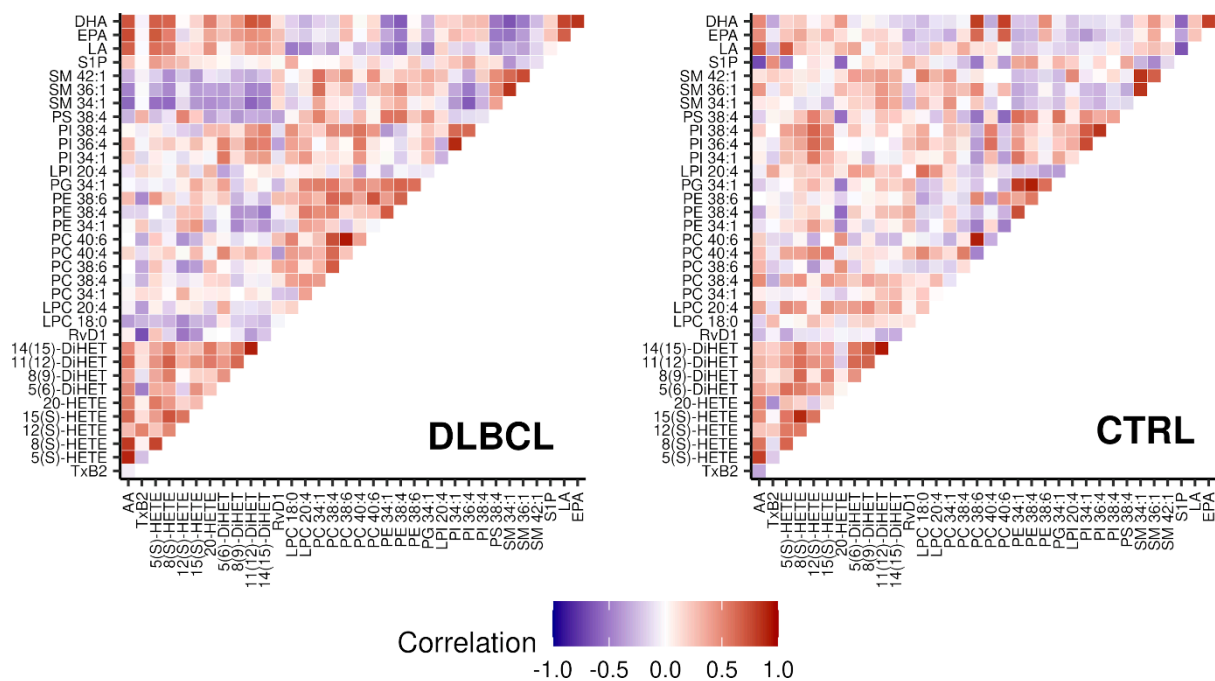 DHA
EPA
LA
S1P
SM 42:1
SM 36:1
SM 34:1
PS 38:4
PI 38:4
PI 36:4
PI 34:1
LPI 20:4
PG 34:1
PE 38:6
PE 38:4
PE 34:1
PC 40:6
PC 40:4
PC 38:6
PC 38:4
PC 34:1
LPC 20:4
LPC 18:0
RvD1
14(15)-DiHET
11(12)-DiHET
8(9)-DiHET
5(6)-DiHET
20-HETE
15(S)-HETE
12(S)-HETE
8(S)-HETE
5(S)-HETE
TxB2
DLBCL
AA
TxB2
5(S)-HETE
8(S)-HETE
12(S)-HETE
15(S)-HETE
20-HETE
5(6)-DiHET
8(9)-DiHET
11(12)-DiHET
14(15)-DiHET
RvD1
LPC 18:0
LPC 20:4
PC 34:1
PC 38:4
PC 38:6
PC 40:4
PC 40:6
PE 34:1
PE 38:4
PE 38:6
PG 34:1
LPI 20:4
PI 34:1
PI 36:4
PI 38:4
PS 38:4
SM 34:1
SM 36:1
SM 42:1
S1P
LA
EPA
DHA
EPA
LA
S1P
SM 42:1
SM 36:1
SM 34:1
PS 38:4
PI 38:4
PI 36:4
PI 34:1
LPI 20:4
PG 34:1
PE 38:6
PE 38:4
PE 34:1
PC 40:6
PC 40:4
PC 38:6
PC 38:4
PC 34:1
LPC 20:4
LPC 18:0
RvD1
14(15)-DiHET
11(12)-DiHET
8(9)-DiHET
5(6)-DiHET
20-HETE
15(S)-HETE
12(S)-HETE
8(S)-HETE
5(S)-HETE
TxB2
CTRL
AA
TxB2
5(S)-HETE
8(S)-HETE
12(S)-HETE
15(S)-HETE
20-HETE
5(6)-DiHET
8(9)-DiHET
11(12)-DiHET
14(15)-DiHET
RvD1
LPC 18:0
LPC 20:4
PC 34:1
PC 38:4
PC 38:6
PC 40:4
PC 40:6
PE 34:1
PE 38:4
PE 38:6
PG 34:1
LPI 20:4
PI 34:1
PI 36:4
PI 38:4
PS 38:4
SM 34:1
SM 36:1
SM 42:1
S1P
LA
EPA
Correlation
-1.0 -0.5 0.0 0.5 1.0